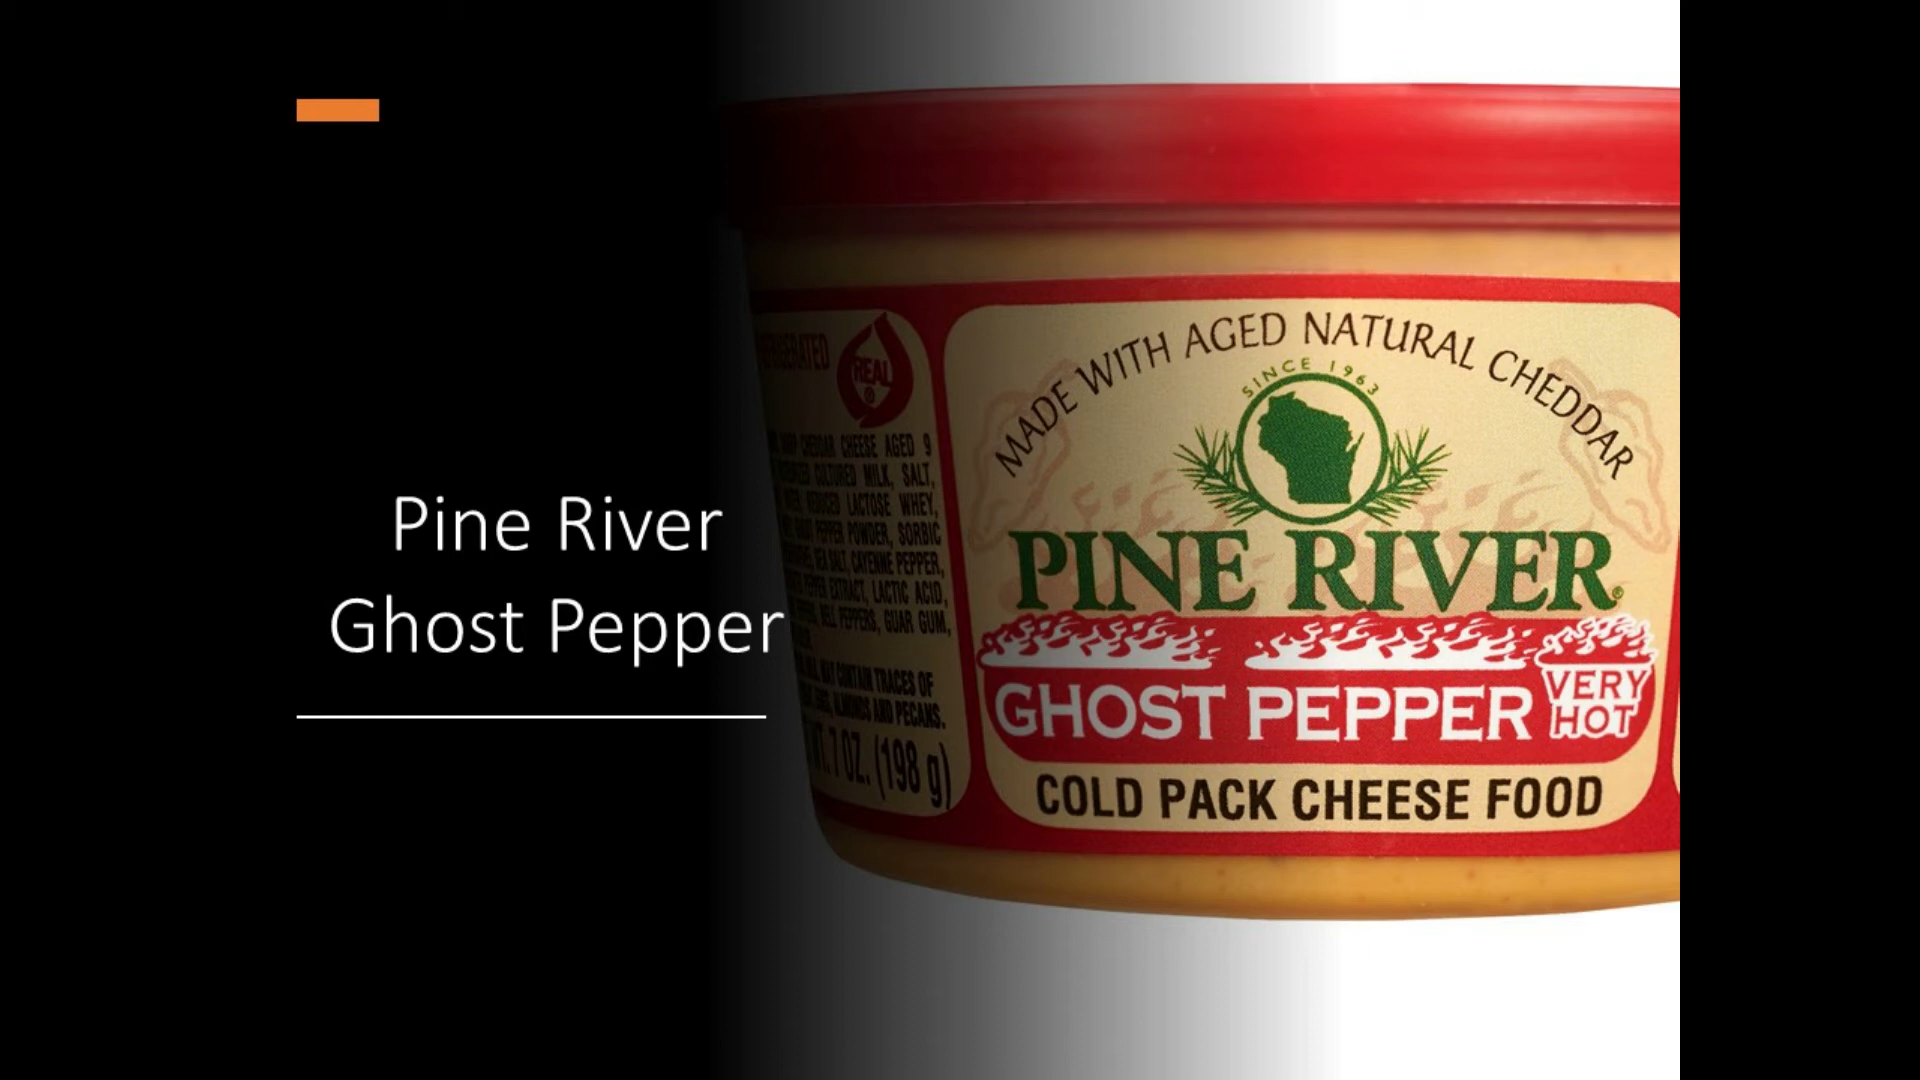 Pine River
Ghost Pepper
REAL
CHEDDAR CHEESE AGED 9
CULTURED MILK, SALT,
REDUCED LACTOSE WHEY,
PEPPER POWDER, SORBIC
SEA SALT, CAYENNE PEPPER,
PEPPER EXTRACT, LACTIC ACID,
BELL PEPPERS, GUAR GUM,
MAY CONTAIN TRACES OF
ALMONDS AND PECANS.
7 OZ. (198 g)
MADE WITH AGED NATURAL CHEDDAR
SINCE 1963
PINE RIVER®
GHOST PEPPER
VERY
HOT
COLD PACK CHEESE FOOD